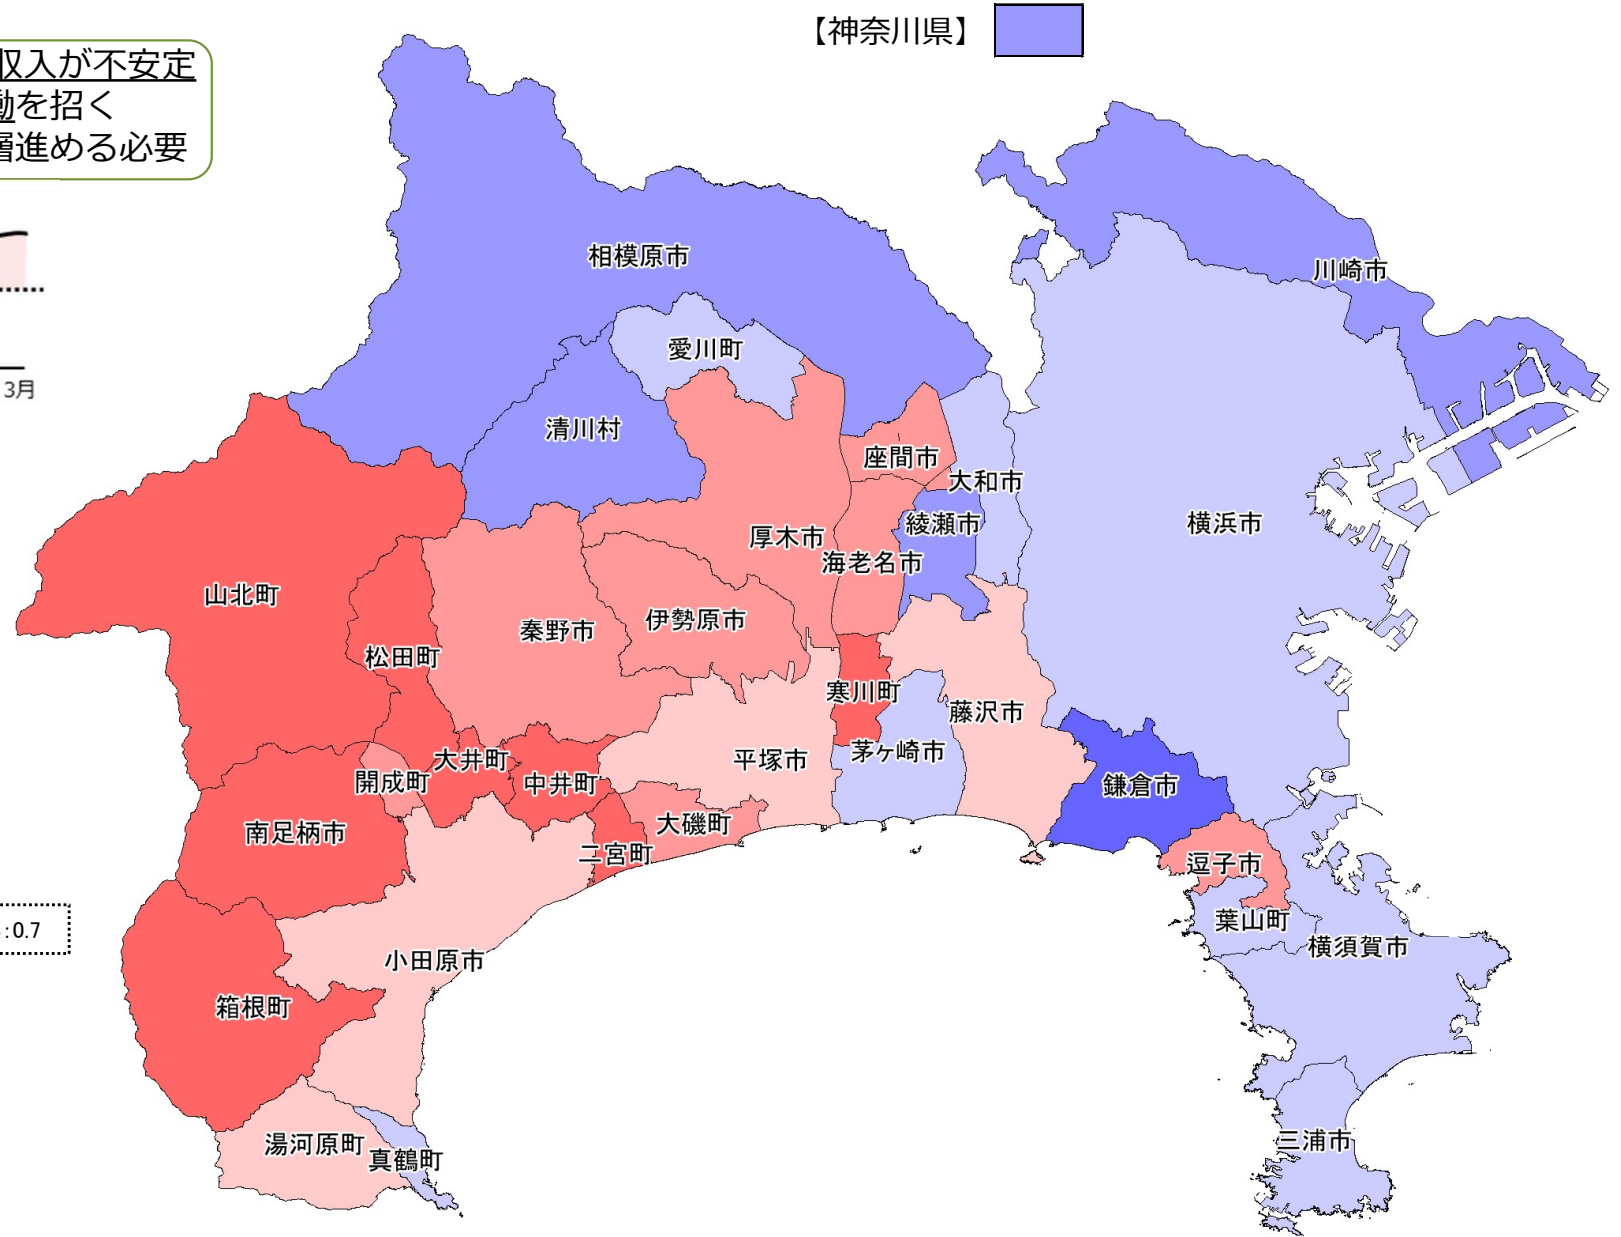 【神奈川県】
収入が不安定
働を招く
層進める必要
3月
:0.7
相模原市
川崎市
愛川町
清川村
座間市
大和市
綾瀬市
横浜市
厚木市
海老名市
山北町
秦野市
伊勢原市
松田町
寒川町
藤沢市
大井町
中井町
平塚市
茅ヶ崎市
開成町
鎌倉市
南足柄市
大磯町
二宮町
逗子市
葉山町
横須賀市
小田原市
箱根町
湯河原町
真鶴町
三浦市